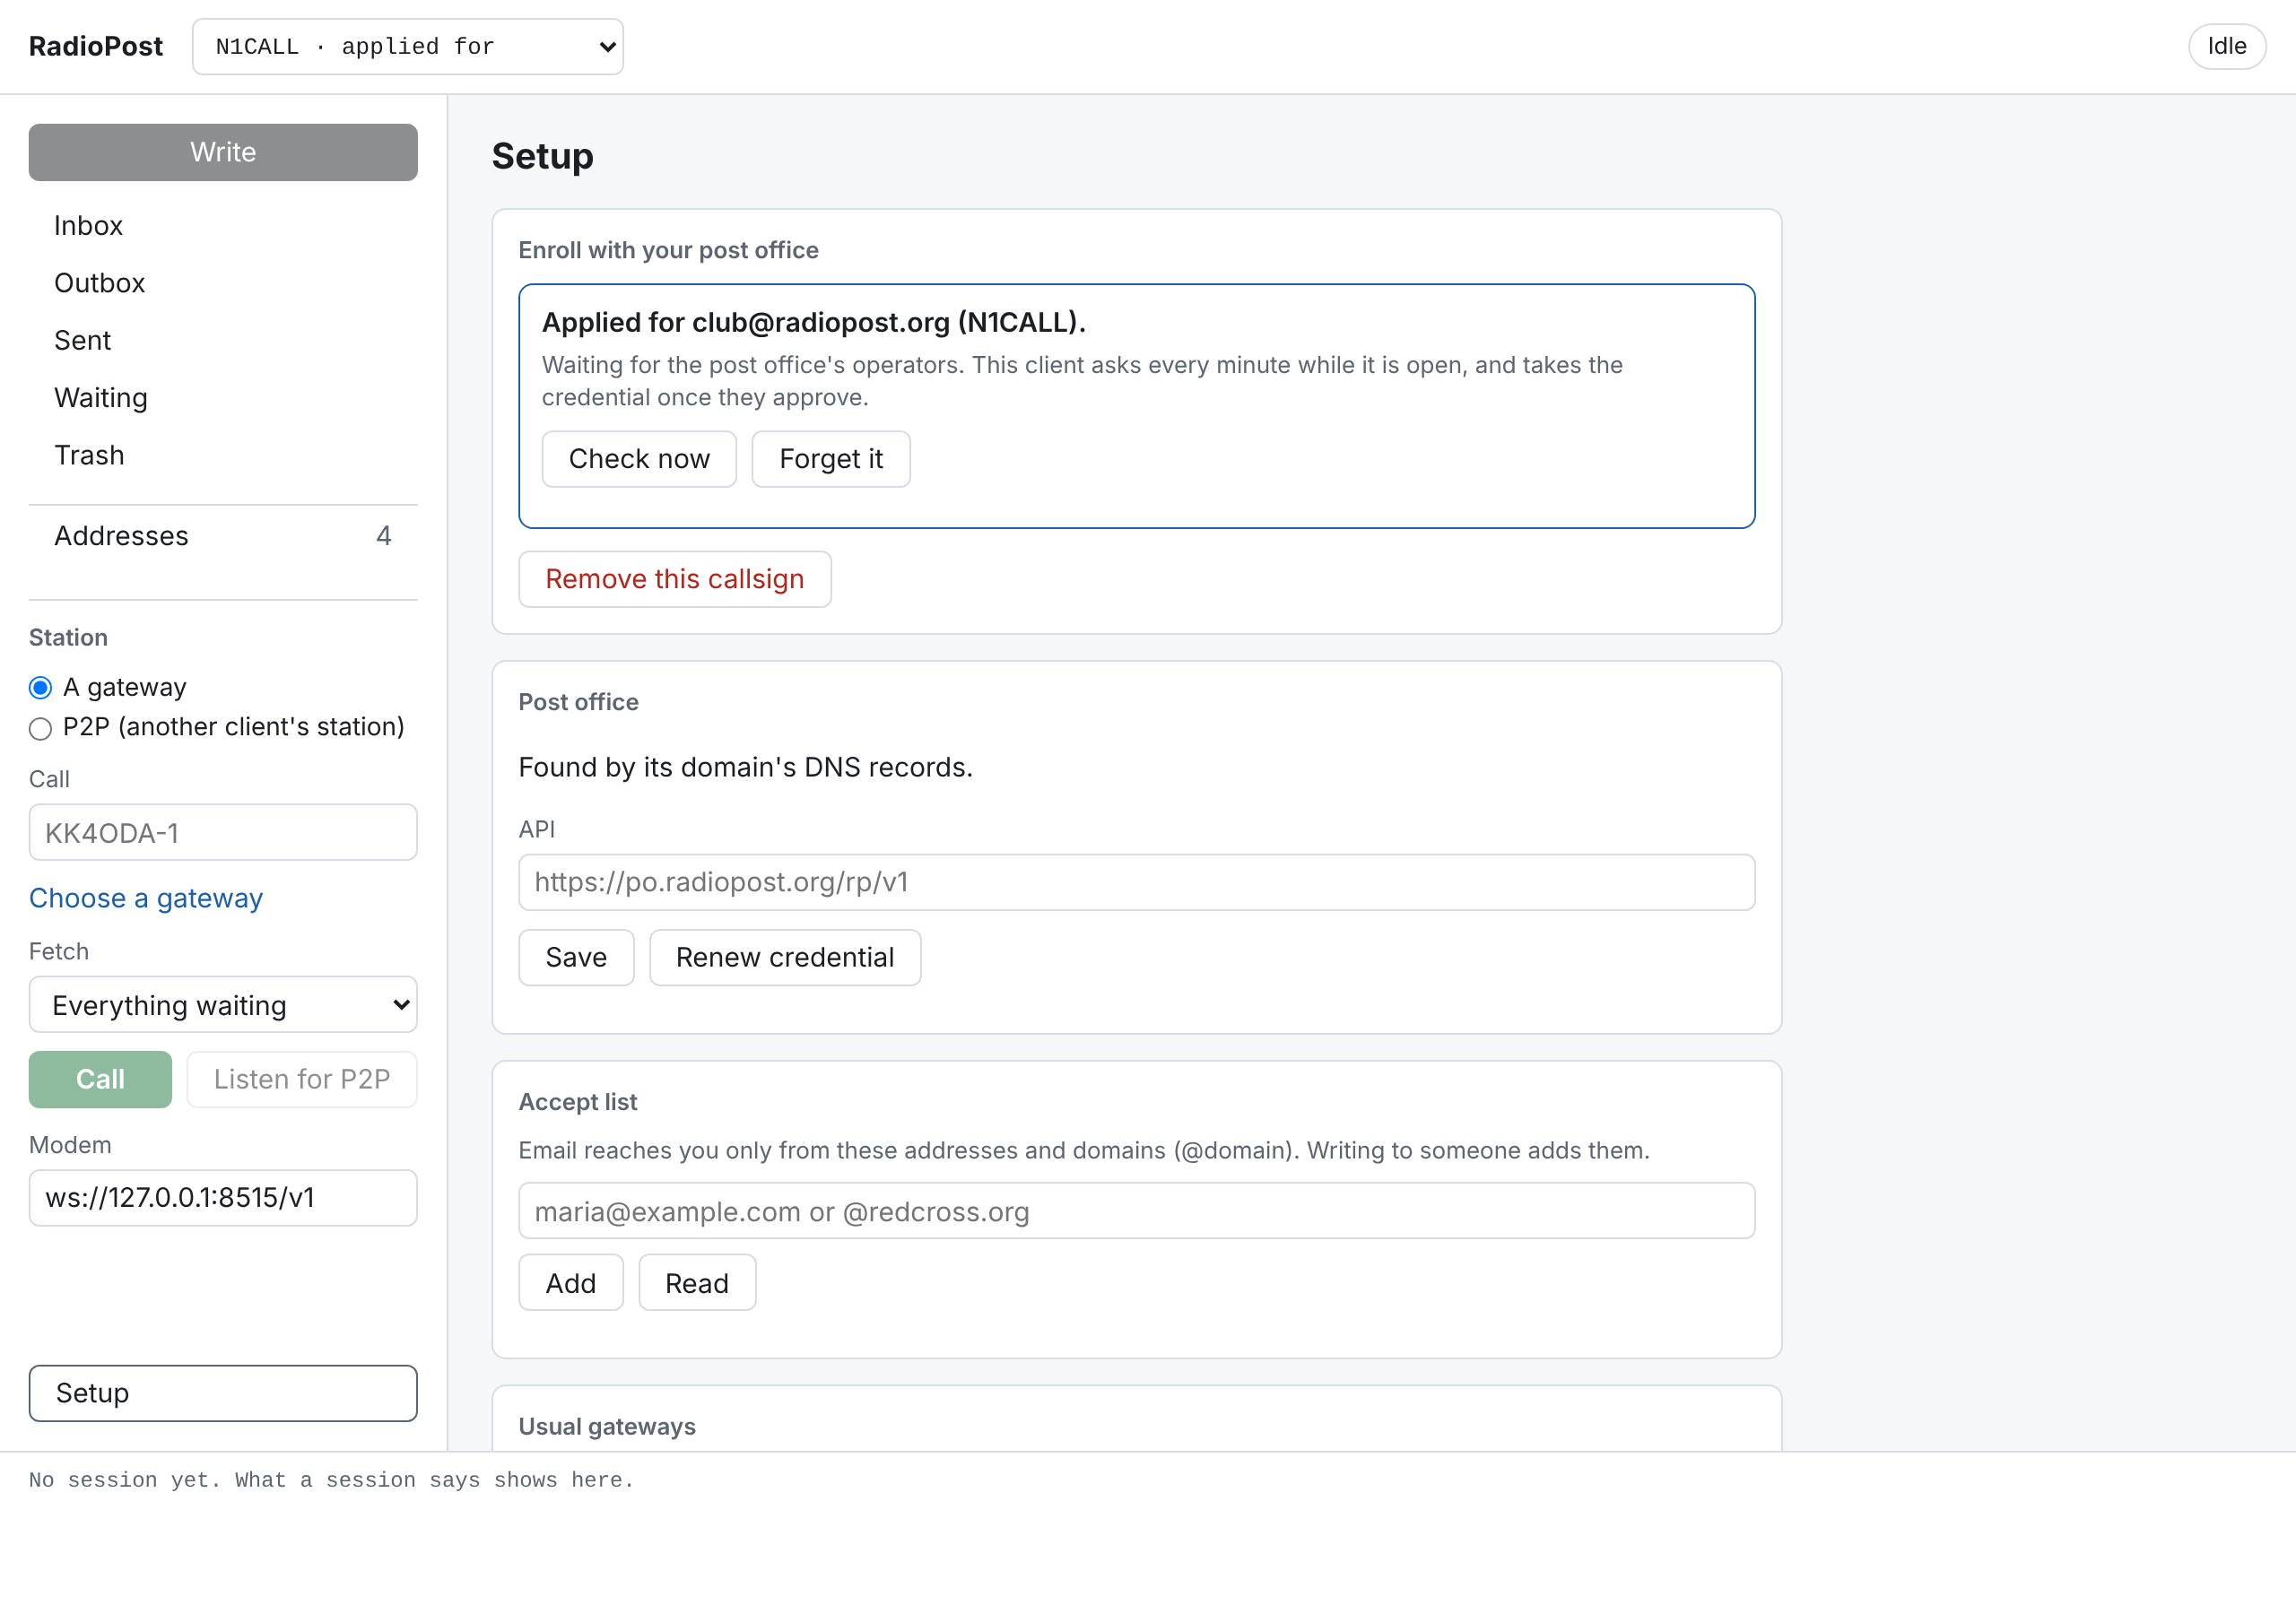 RadioPost
N1CALL · applied for
Idle
Write
Inbox
Outbox
Sent
Waiting
Trash
Addresses 4
Station
A gateway
P2P (another client's station)
Call
KK4ODA-1
Choose a gateway
Fetch
Everything waiting
Call
Listen for P2P
Modem
ws://127.0.0.1:8515/v1
Setup
Setup
Enroll with your post office
Applied for club@radiopost.org (N1CALL).
Waiting for the post office's operators. This client asks every minute while it is open, and takes the
credential once they approve.
Check now
Forget it
Remove this callsign
Post office
Found by its domain's DNS records.
API
https://po.radiopost.org/rp/v1
Save
Renew credential
Accept list
Email reaches you only from these addresses and domains (@domain). Writing to someone adds them.
maria@example.com or @redcross.org
Add
Read
Usual gateways
No session yet. What a session says shows here.